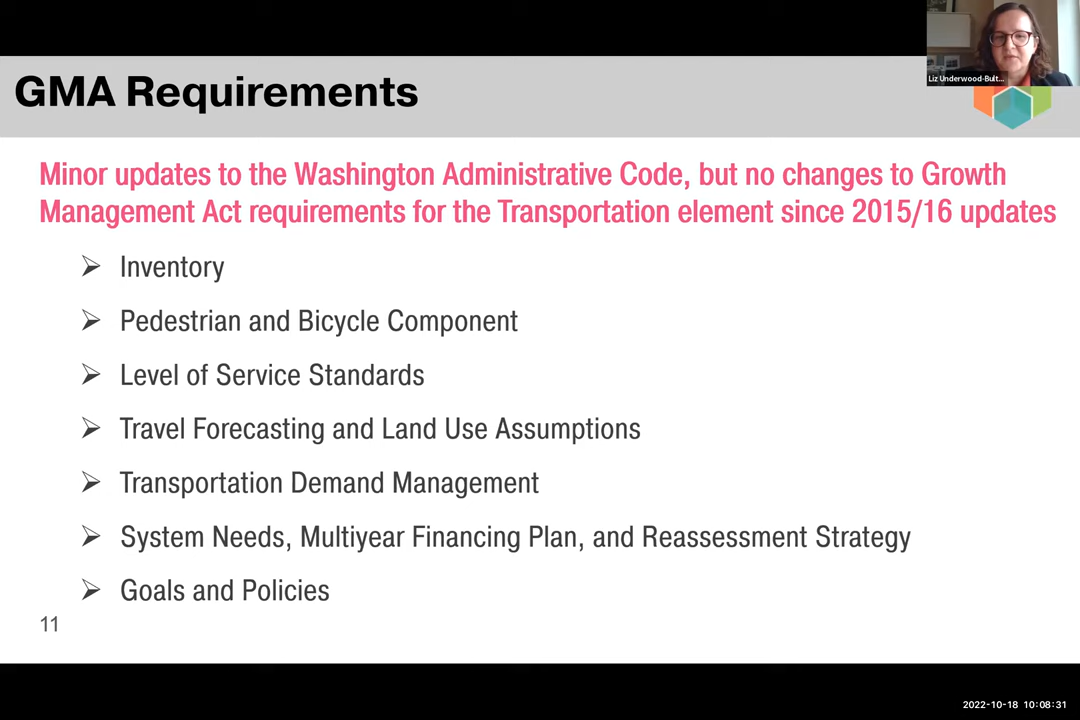 Liz Underwood-Bult...
GMA Requirements
Minor updates to the Washington Administrative Code, but no changes to Growth
Management Act requirements for the Transportation element since 2015/16 updates
➢ Inventory
➢ Pedestrian and Bicycle Component
➢ Level of Service Standards
➢ Travel Forecasting and Land Use Assumptions
➢ Transportation Demand Management
➢ System Needs, Multiyear Financing Plan, and Reassessment Strategy
➢ Goals and Policies
11
2022-10-18 10:08:31